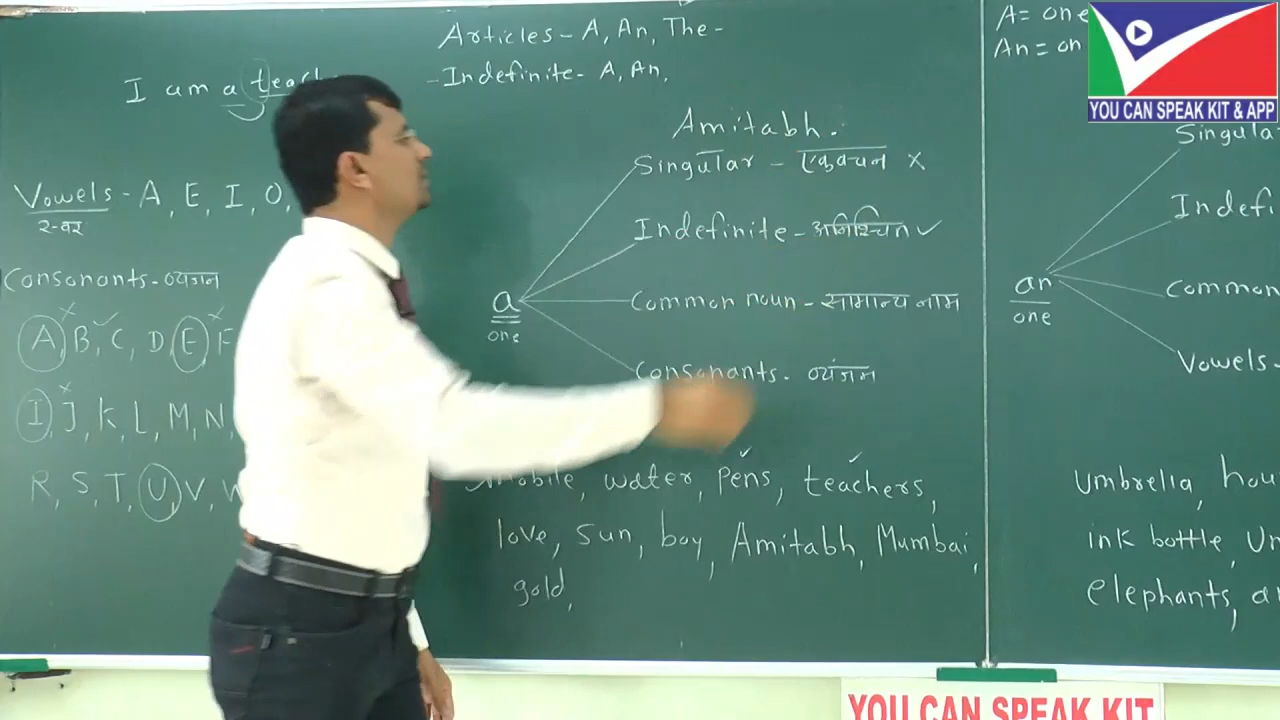 Articles - A, An, The -
- Indefinite - A, An,
I am a teach
Vowels - A, E, I, O,
स्वर
Consonants - व्यंजन
A, B, C, D, E, F
I, J, K, L, M, N
R, S, T, U, V, W
Amitabh.
Singular - एकवचन ×
Indefinite - अनिश्चित ✓
a
one
Common noun - सामान्य नाम
Consonants - व्यंजन
mobile, water, pens, teachers,
love, sun, boy, Amitabh, Mumbai,
gold,
A = one
An = on
Singula
Indefi
an
one
Common
Vowels -
Umbrella, hou
ink bottle, Un
elephants, a
YOU CAN SPEAK KIT & APP
YOU CAN SPEAK KIT